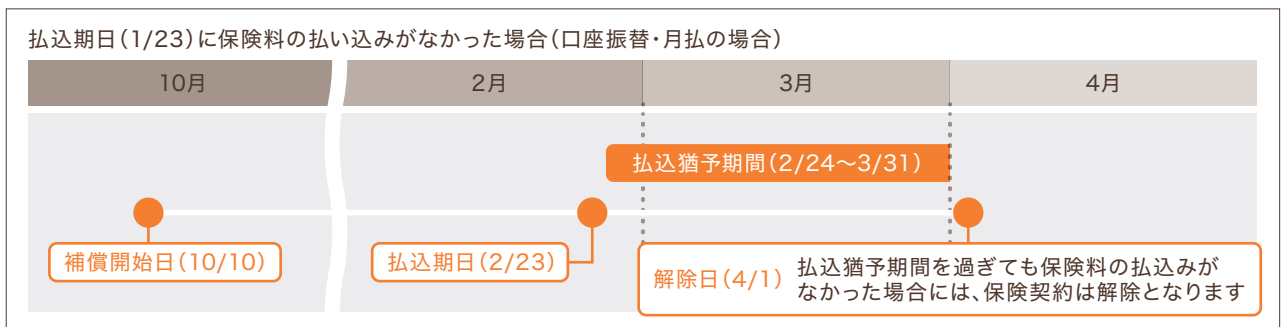 払込期日(1/23)に保険料の払い込みがなかった場合(口座振替・月払の場合)
10月
2月
3月
4月
払込猶予期間(2/24〜3/31)
補償開始日(10/10)
払込期日(2/23)
解除日(4/1)
払込猶予期間を過ぎても保険料の払込みが
なかった場合には、保険契約は解除となります